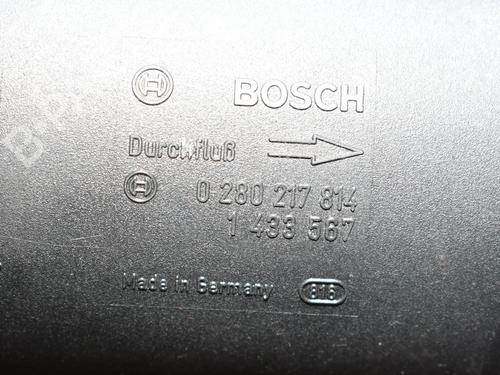 BOSCH
Durchfluß
0 280 217 814
1 433 567
Made in Germany 816